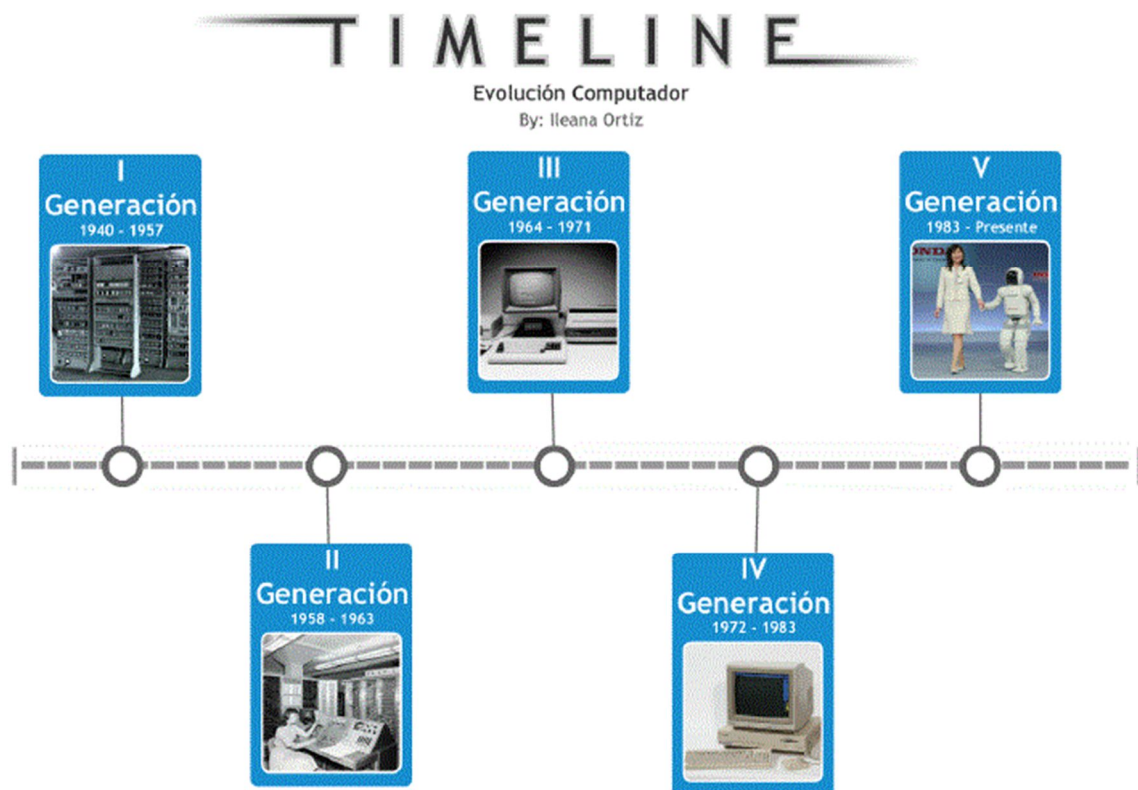 TIMELINE
Evolución Computador
By: Ileana Ortiz
I
Generación
1940 - 1957
III
Generación
1964 - 1971
V
Generación
1983 - Presente
II
Generación
1958 - 1963
IV
Generación
1972 - 1983